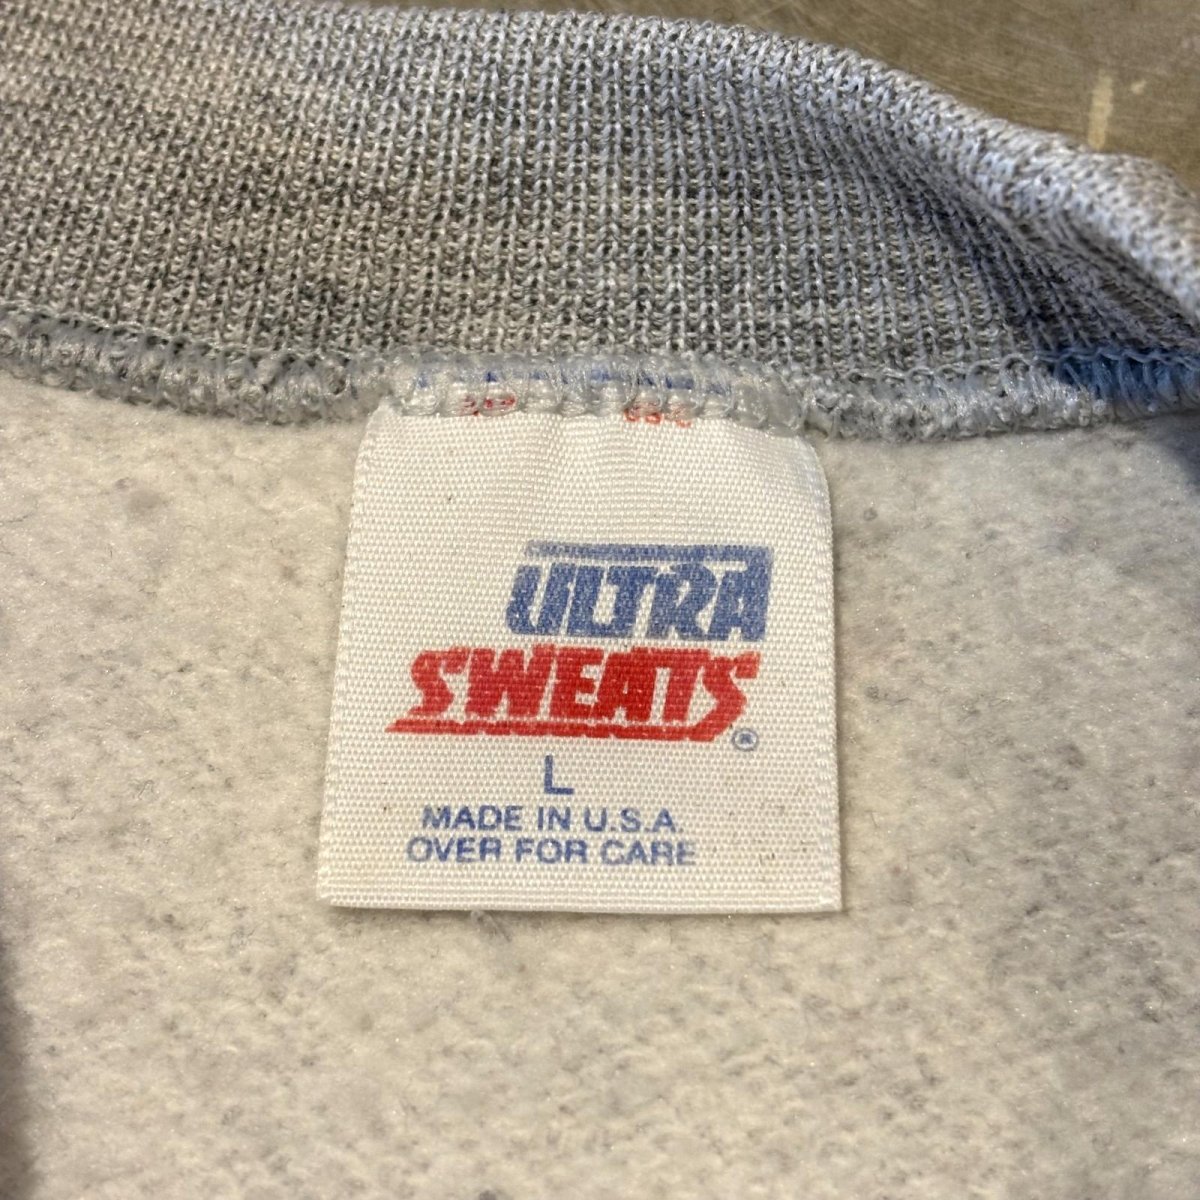 ULTRA
SWEATS®
L
MADE IN U.S.A.
OVER FOR CARE